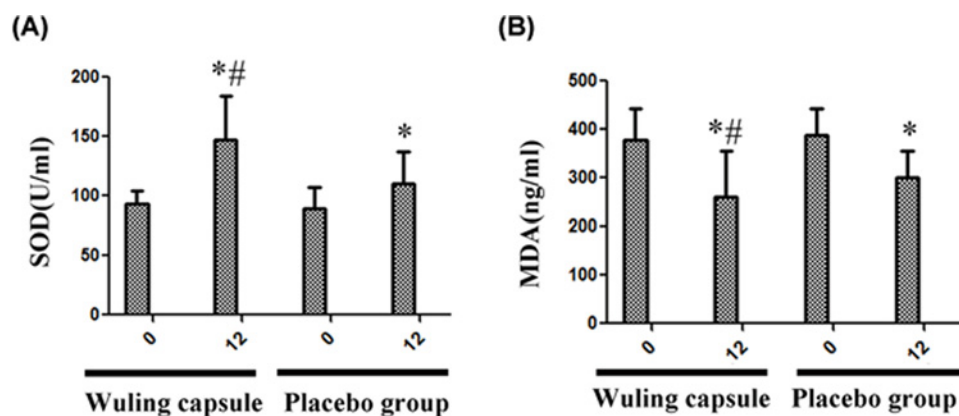 (A)
SOD(U/ml)
200
150
100
50
0
*#
*
0
12
0
12
Wuling capsule
Placebo group
(B)
MDA(ng/ml)
500
400
300
200
100
0
*#
*
0
12
0
12
Wuling capsule
Placebo group